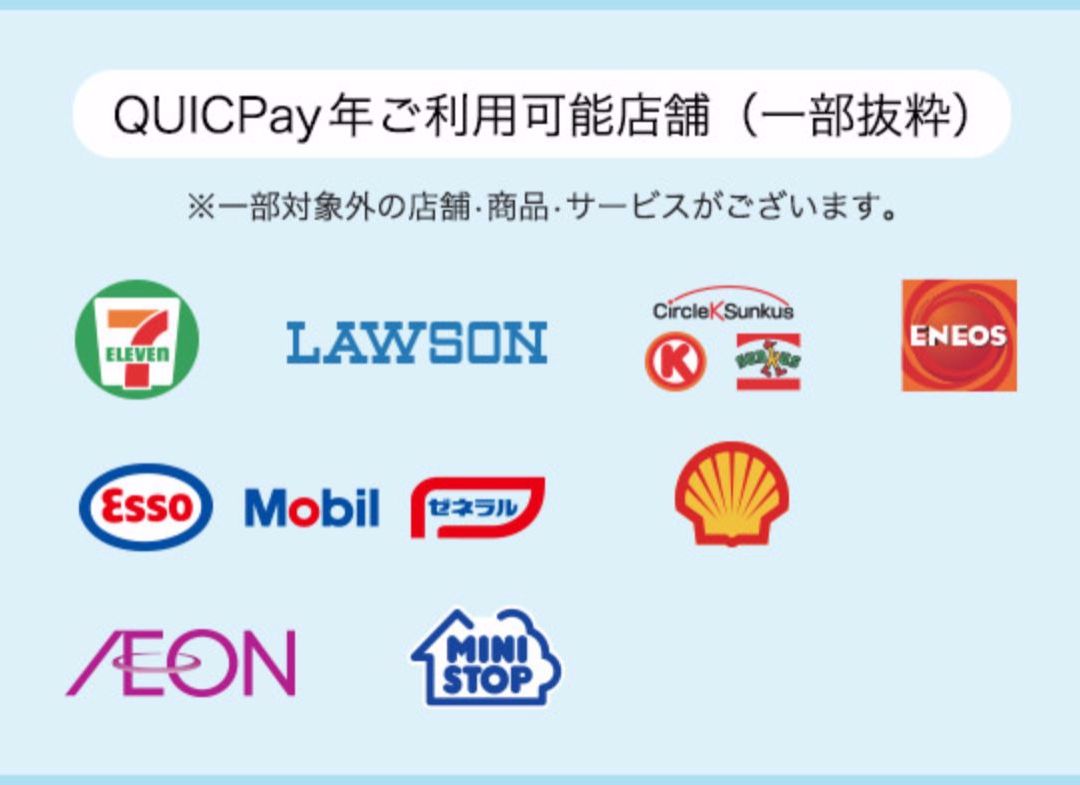 QUICPay年ご利用可能店舗（一部抜粋）
※一部対象外の店舗·商品·サービスがございます。
7
ELEVEn
LAWSON
CircleKSunkus
K
SUNKUS
ENEOS
Esso
Mobil
ゼネラル
ÆON
MINI
STOP